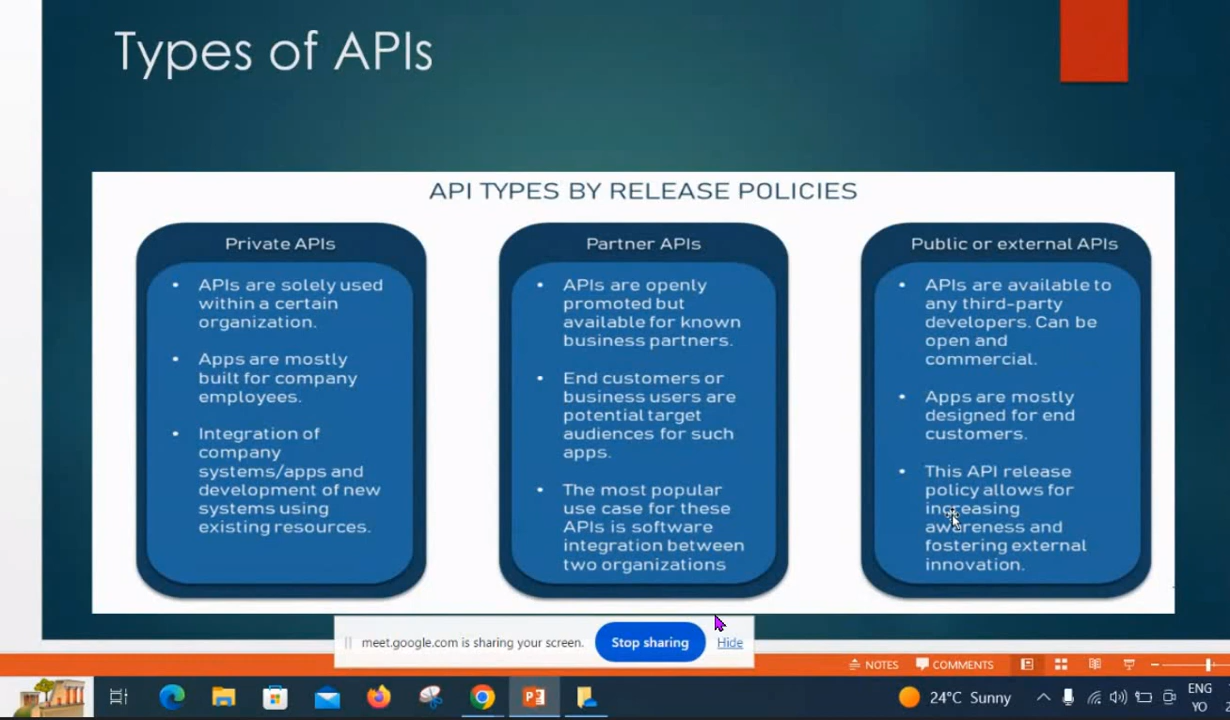 Types of APIs
API TYPES BY RELEASE POLICIES
Private APIs
• APIs are solely used
within a certain
organization.
• Apps are mostly
built for company
employees.
• Integration of
company
systems/apps and
development of new
systems using
existing resources.
Partner APIs
• APIs are openly
promoted but
available for known
business partners.
• End customers or
business users are
potential target
audiences for such
apps.
• The most popular
use case for these
APIs is software
integration between
two organizations
Public or external APIs
• APIs are available to
any third-party
developers. Can be
open and
commercial.
• Apps are mostly
designed for end
customers.
• This API release
policy allows for
increasing
awareness and
fostering external
innovation.
meet.google.com is sharing your screen.
Stop sharing
Hide
NOTES
COMMENTS
24°C Sunny
ENG
YO